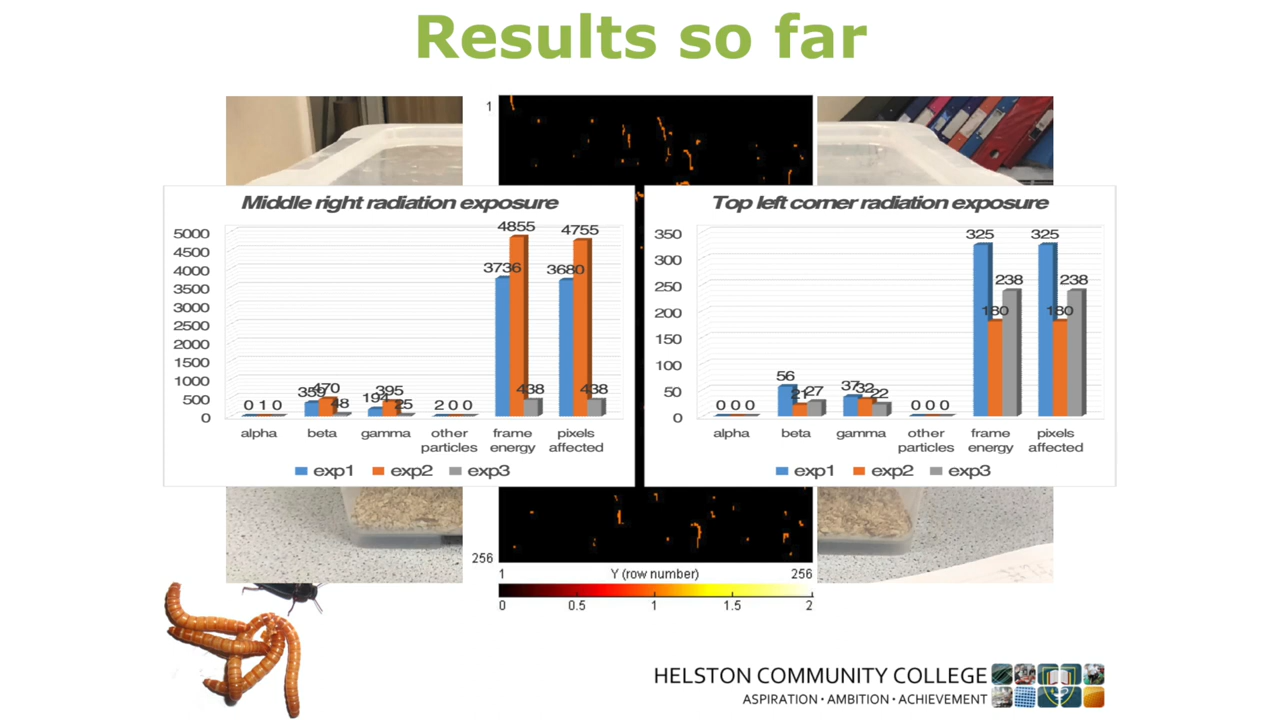 Results so far
1
Middle right radiation exposure
5000
4500
4000
3500
3000
2500
2000
1500
1000
500
0
4855
4755
3736
3680
359
470
48
194
395
25
438
438
0 1 0
2 0 0
alpha
beta
gamma
other particles
frame energy
pixels affected
exp1 exp2 exp3
Top left corner radiation exposure
350
300
250
200
150
100
50
0
325
325
238
238
180
180
56
21
27
37
32
22
0 0 0
0 0 0
alpha
beta
gamma
other particles
frame energy
pixels affected
exp1 exp2 exp3
256
1 Y (row number) 256
0 0.5 1 1.5 2
HELSTON COMMUNITY COLLEGE
ASPIRATION · AMBITION · ACHIEVEMENT